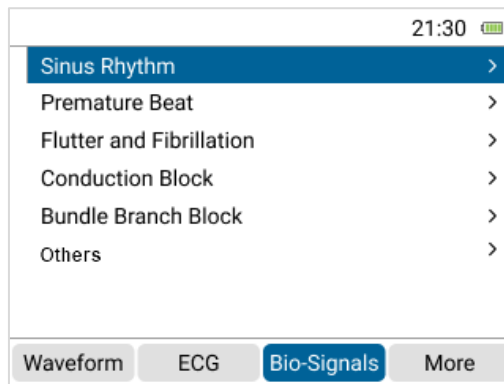 21:30
Sinus Rhythm >
Premature Beat >
Flutter and Fibrillation >
Conduction Block >
Bundle Branch Block >
Others >
Waveform ECG Bio-Signals More